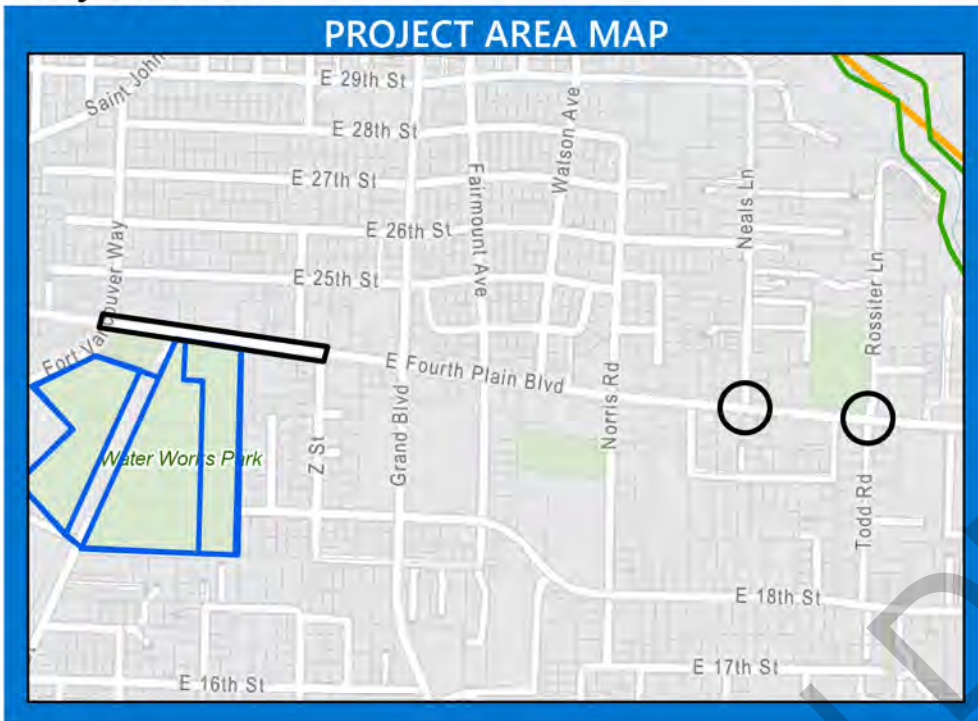 PROJECT AREA MAP
E 29th St
Saint John
E 28th St
Watson Ave
E 27th St
Fairmount Ave
Neals Ln
E 26th St
Fort Vancouver Way
E 25th St
Rossiter Ln
E Fourth Plain Blvd
Norris Rd
Grand Blvd
Water Works Park
Z St
Todd Rd
E 18th St
E 17th St
E 16th St